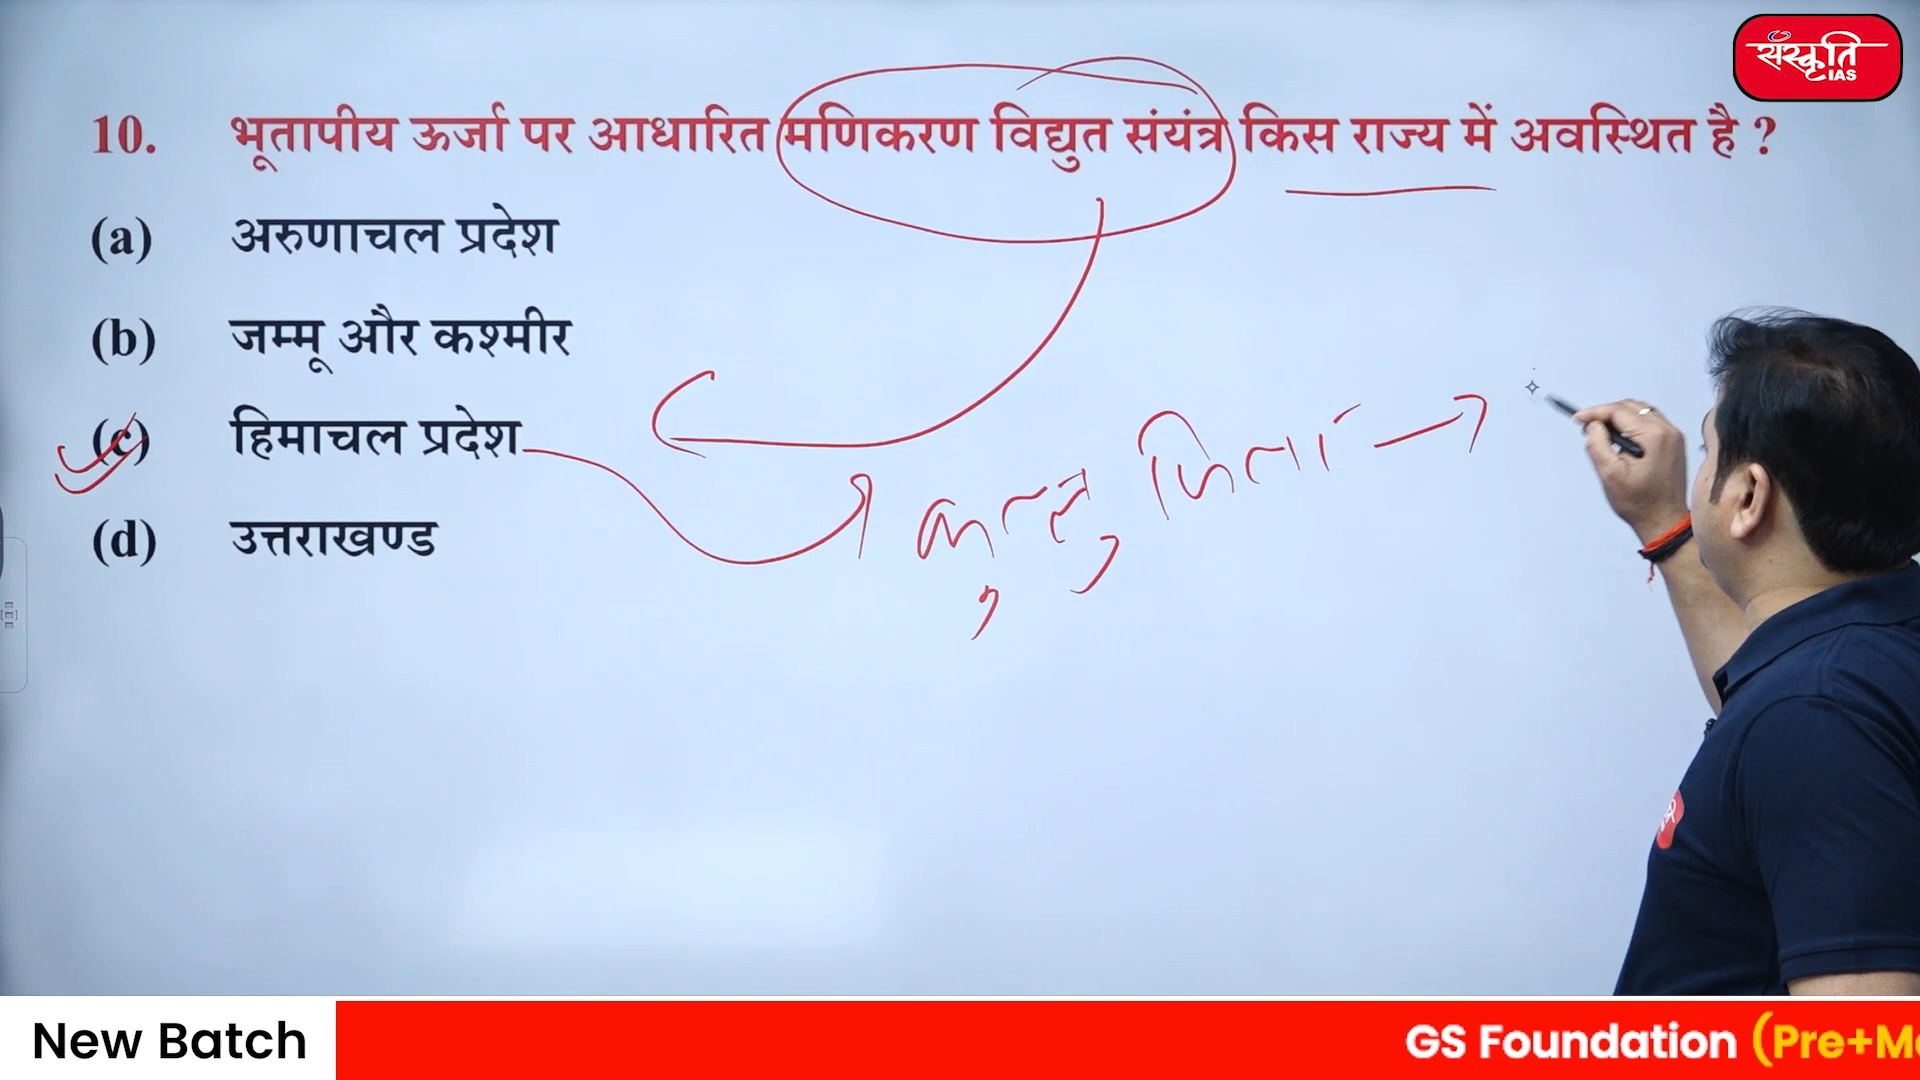 संस्कृति
IAS
10. भूतापीय ऊर्जा पर आधारित मणिकरण विद्युत संयंत्र किस राज्य में अवस्थित है ?
(a) अरुणाचल प्रदेश
(b) जम्मू और कश्मीर
(c) हिमाचल प्रदेश
(d) उत्तराखण्ड
कुल्लू जिला
New Batch
GS Foundation (Pre+M